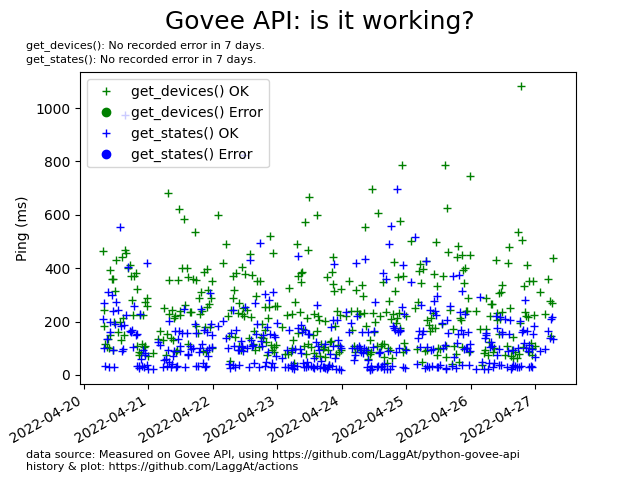 Govee API: is it working?
get_devices(): No recorded error in 7 days.
get_states(): No recorded error in 7 days.
get_devices() OK
get_devices() Error
get_states() OK
get_states() Error
Ping (ms)
1000
800
600
400
200
0
2022-04-20
2022-04-21
2022-04-22
2022-04-23
2022-04-24
2022-04-25
2022-04-26
2022-04-27
data source: Measured on Govee API, using https://github.com/LaggAt/python-govee-api
history & plot: https://github.com/LaggAt/actions